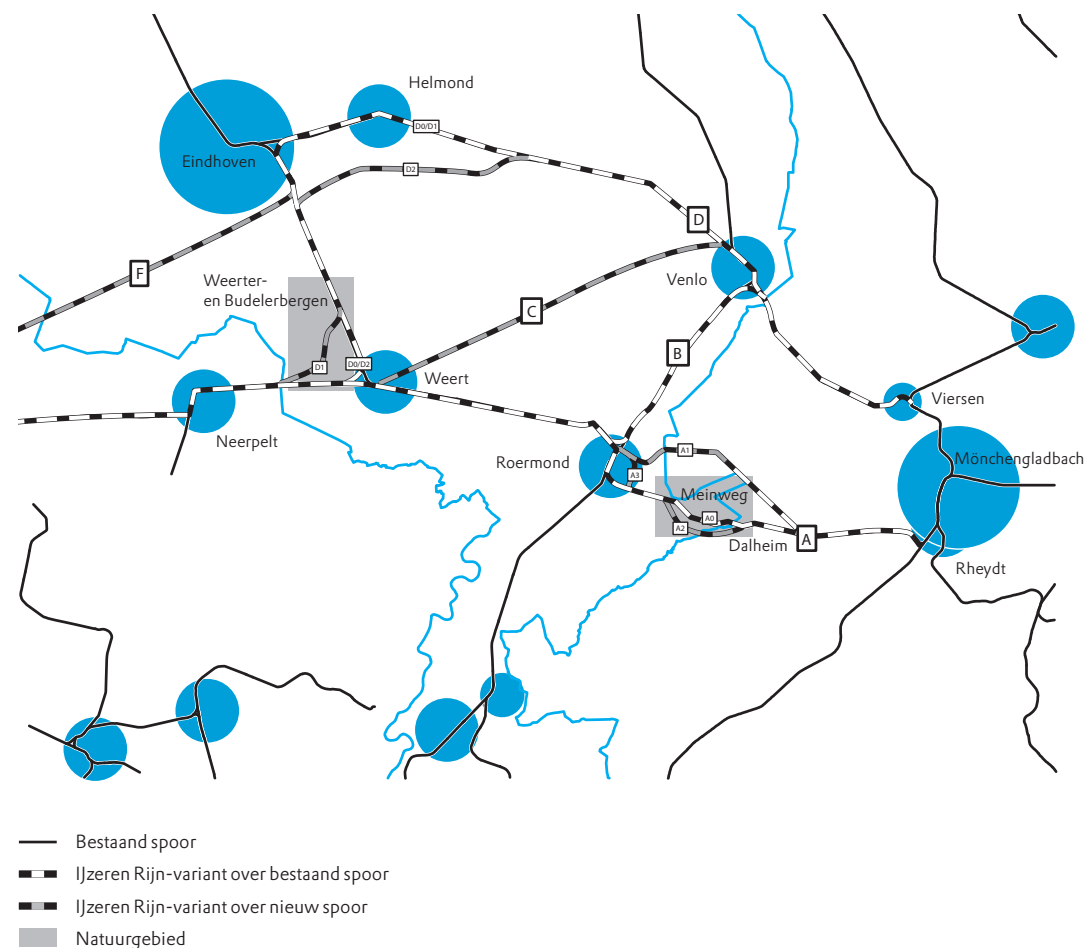 Helmond
D0/D1
Eindhoven
D2
D
F
Weerter-
en Budelerbergen
Venlo
C
B
D1
D0/D2
Weert
Viersen
Neerpelt
Roermond
A1
Mönchengladbach
A3
Meinweg
A0
A2
Dalheim
A
Rheydt
Bestaand spoor
IJzeren Rijn-variant over bestaand spoor
IJzeren Rijn-variant over nieuw spoor
Natuurgebied